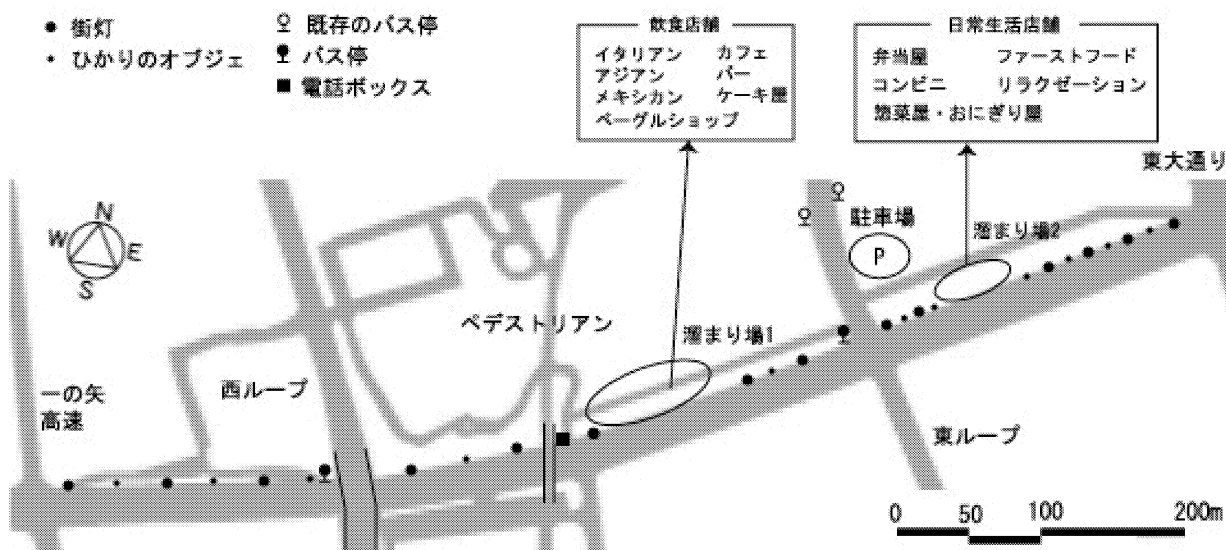 街灯
ひかりのオブジェ
既存のバス停
バス停
電話ボックス
飲食店舗
イタリアン カフェ
アジアン バー
メキシカン ケーキ屋
ベーグルショップ
日常生活店舗
弁当屋 ファーストフード
コンビニ リラクゼーション
惣菜屋・おにぎり屋
東大通り
N
W E
S
駐車場
P
溜まり場2
ペデストリアン
溜まり場1
一の矢
高速
西ループ
東ループ
0 50 100 200m